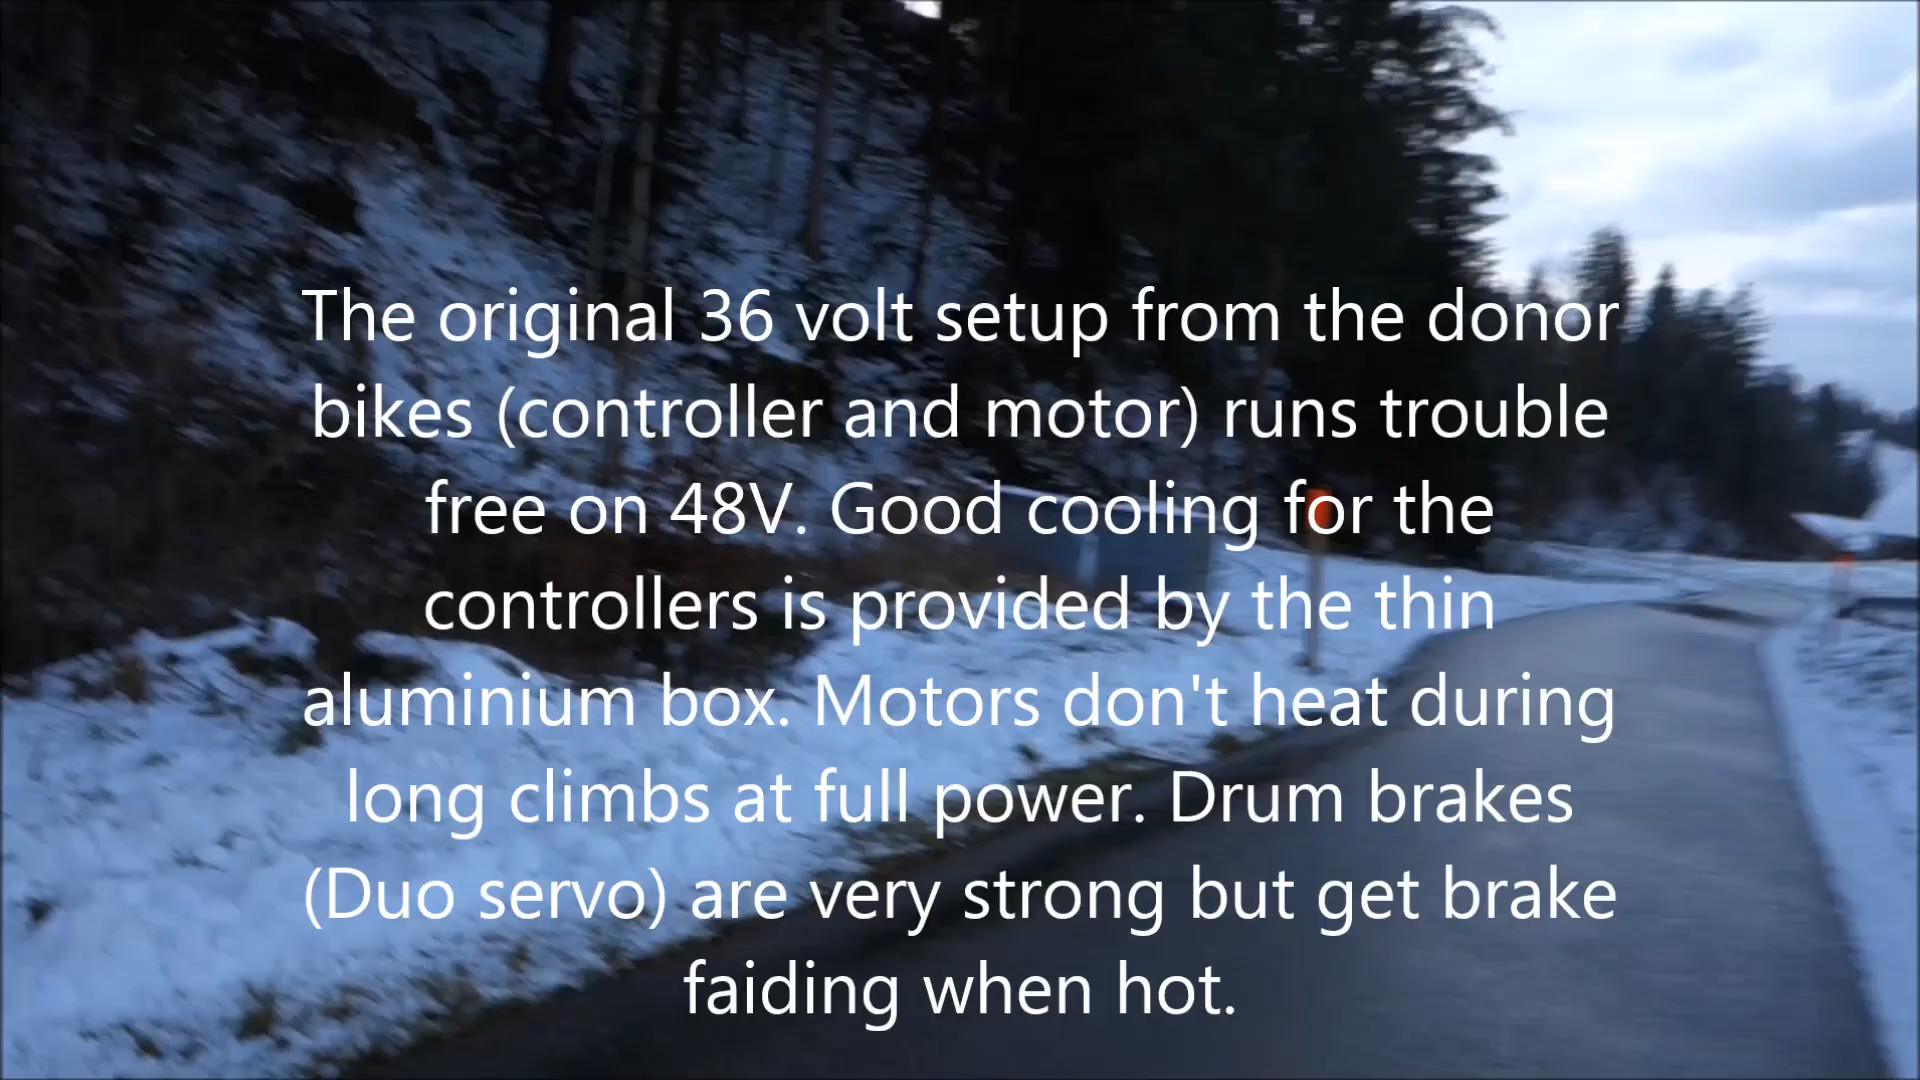 The original 36 volt setup from the donor
bikes (controller and motor) runs trouble
free on 48V. Good cooling for the
controllers is provided by the thin
aluminium box. Motors don't heat during
long climbs at full power. Drum brakes
(Duo servo) are very strong but get brake
faiding when hot.